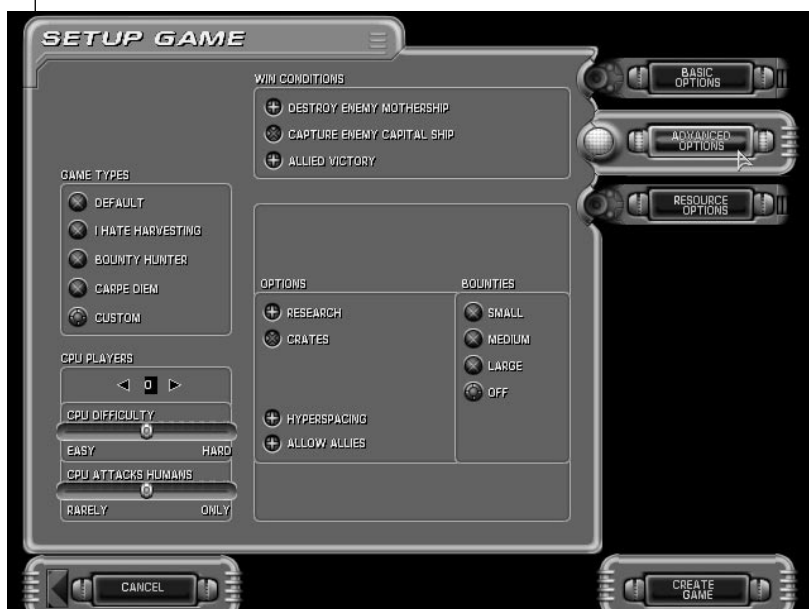 SETUP GAME
BASIC
OPTIONS
ADVANCED
OPTIONS
RESOURCE
OPTIONS
WIN CONDITIONS
DESTROY ENEMY MOTHERSHIP
CAPTURE ENEMY CAPITAL SHIP
ALLIED VICTORY
GAME TYPES
DEFAULT
I HATE HARVESTING
BOUNTY HUNTER
CARPE DIEM
CUSTOM
CPU PLAYERS
0
CPU DIFFICULTY
EASY HARD
CPU ATTACKS HUMANS
RARELY ONLY
OPTIONS
RESEARCH
CRATES
HYPERSPACING
ALLOW ALLIES
BOUNTIES
SMALL
MEDIUM
LARGE
OFF
CANCEL
CREATE
GAME